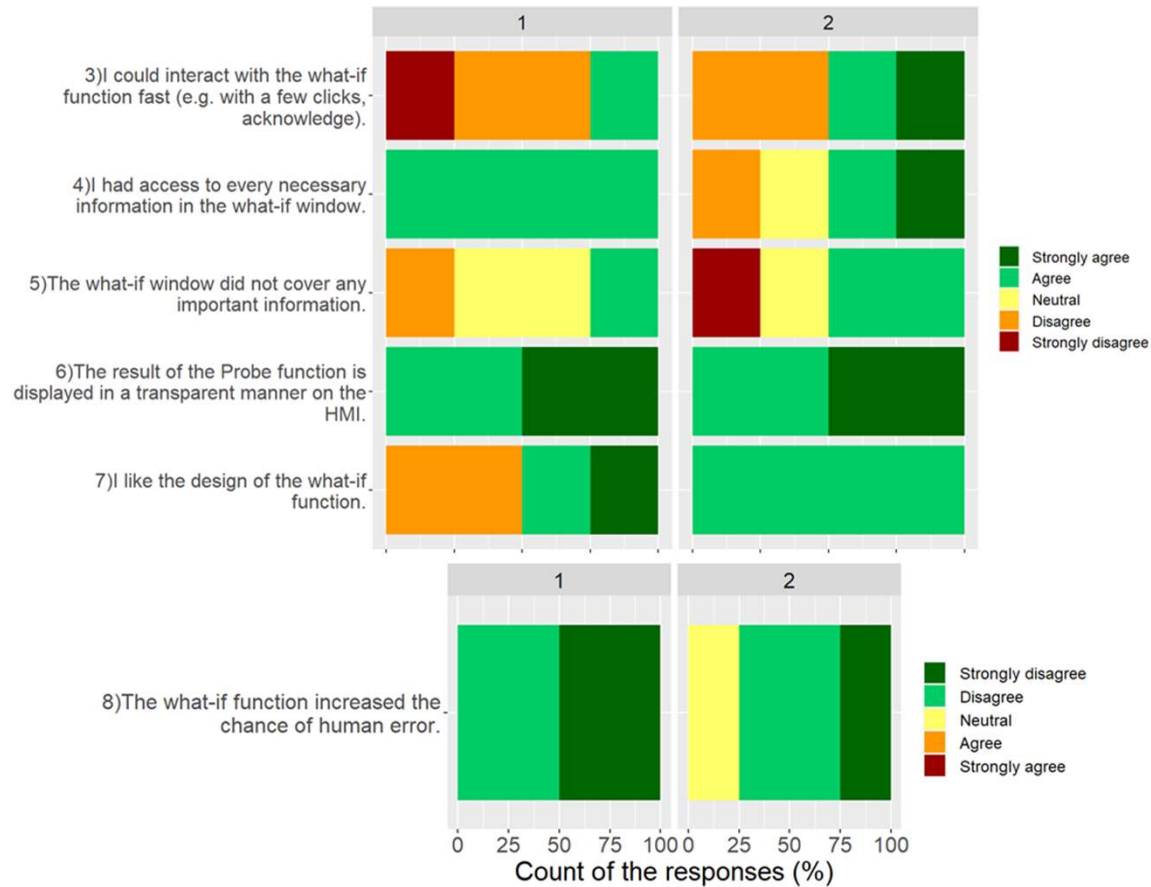 1 2
3)I could interact with the what-if
function fast (e.g. with a few clicks,
acknowledge).
4)I had access to every necessary
information in the what-if window.
5)The what-if window did not cover any
important information.
6)The result of the Probe function is
displayed in a transparent manner on the
HMI.
7)I like the design of the what-if
function.
Strongly agree
Agree
Neutral
Disagree
Strongly disagree
1 2
8)The what-if function increased the
chance of human error.
Strongly disagree
Disagree
Neutral
Agree
Strongly agree
0 25 50 75 100 0 25 50 75 100
Count of the responses (%)